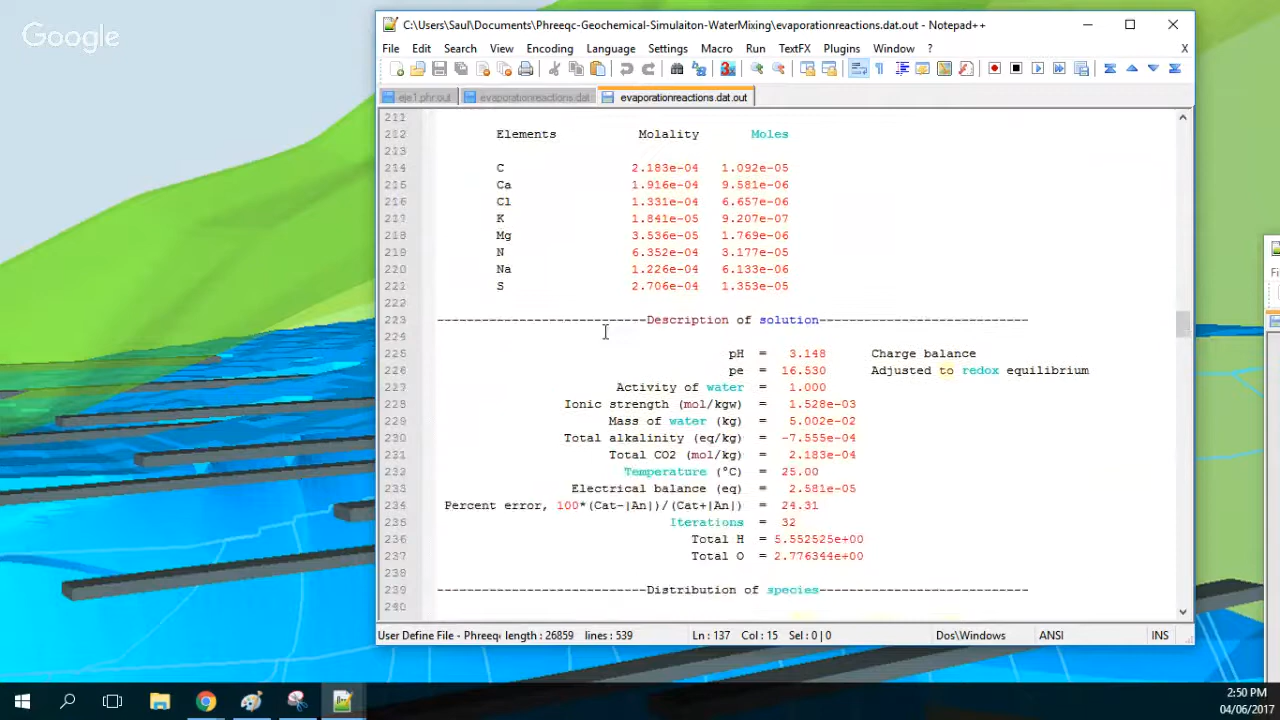 Google
C:\Users\Saul\Documents\Phreeqc-Geochemical-Simulaiton-WaterMixing\evaporationreactions.dat.out - Notepad++
File Edit Search View Encoding Language Settings Macro Run TextFX Plugins Window ? X
eje1.phr.out evaporationreactions.dat evaporationreactions.dat.out
211
212 Elements Molality Moles
213
214 C 2.183e-04 1.092e-05
215 Ca 1.916e-04 9.581e-06
216 Cl 1.331e-04 6.657e-06
217 K 1.841e-05 9.207e-07
218 Mg 3.536e-05 1.769e-06
219 N 6.352e-04 3.177e-05
220 Na 1.226e-04 6.133e-06
221 S 2.706e-04 1.353e-05
222
223 ----------------------------Description of solution----------------------------
224
225 pH = 3.148 Charge balance
226 pe = 16.530 Adjusted to redox equilibrium
227 Activity of water = 1.000
228 Ionic strength (mol/kgw) = 1.528e-03
229 Mass of water (kg) = 5.002e-02
230 Total alkalinity (eq/kg) = -7.555e-04
231 Total CO2 (mol/kg) = 2.183e-04
232 Temperature (°C) = 25.00
233 Electrical balance (eq) = 2.581e-05
234 Percent error, 100*(Cat-|An|)/(Cat+|An|) = 24.31
235 Iterations = 32
236 Total H = 5.552525e+00
237 Total O = 2.776344e+00
238
239 ----------------------------Distribution of species----------------------------
240
User Define File - Phreeqc length : 26859 lines : 539 Ln : 137 Col : 15 Sel : 0 | 0 Dos\Windows ANSI INS
2:50 PM
04/06/2017